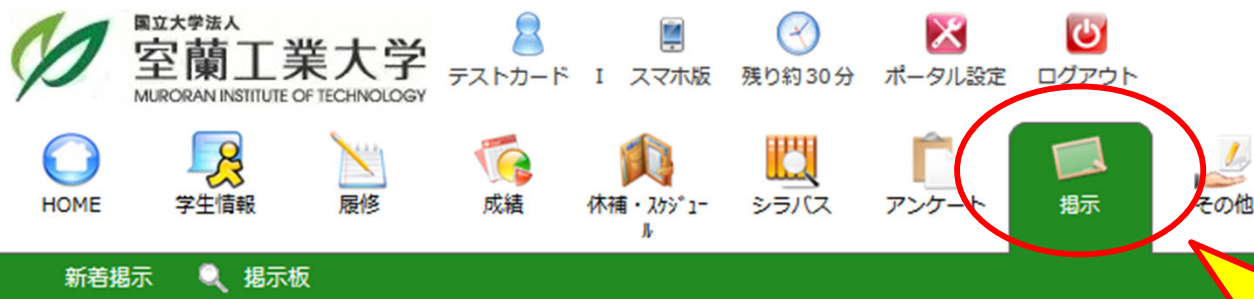 国立大学法人
室蘭工業大学
MURORAN INSTITUTE OF TECHNOLOGY
テストカード I スマホ版 残り約30分 ポータル設定 ログアウト
HOME 学生情報 履修 成績 休補・ｽｹｼﾞｭｰ
ﾙ シラバス アンケート 掲示 その他
新着掲示 掲示板